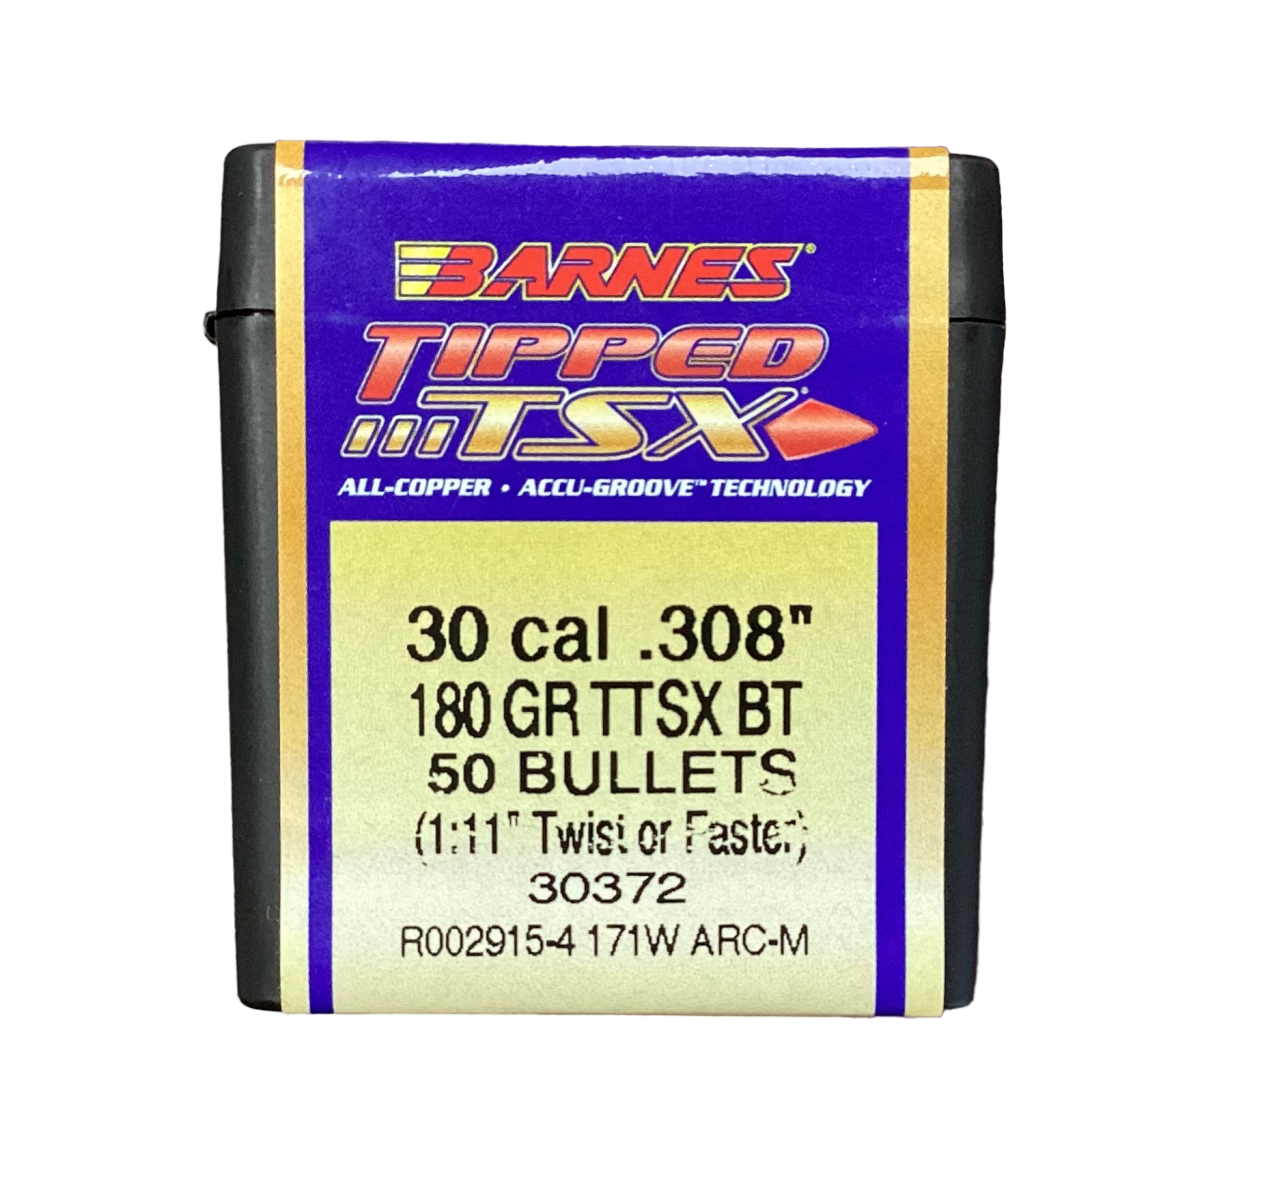 BARNES®
TIPPED
TSX®
ALL-COPPER • ACCU-GROOVE™ TECHNOLOGY
30 cal .308"
180 GR TTSX BT
50 BULLETS
(1:11" Twist or Faster)
30372
R002915-4 171W ARC-M